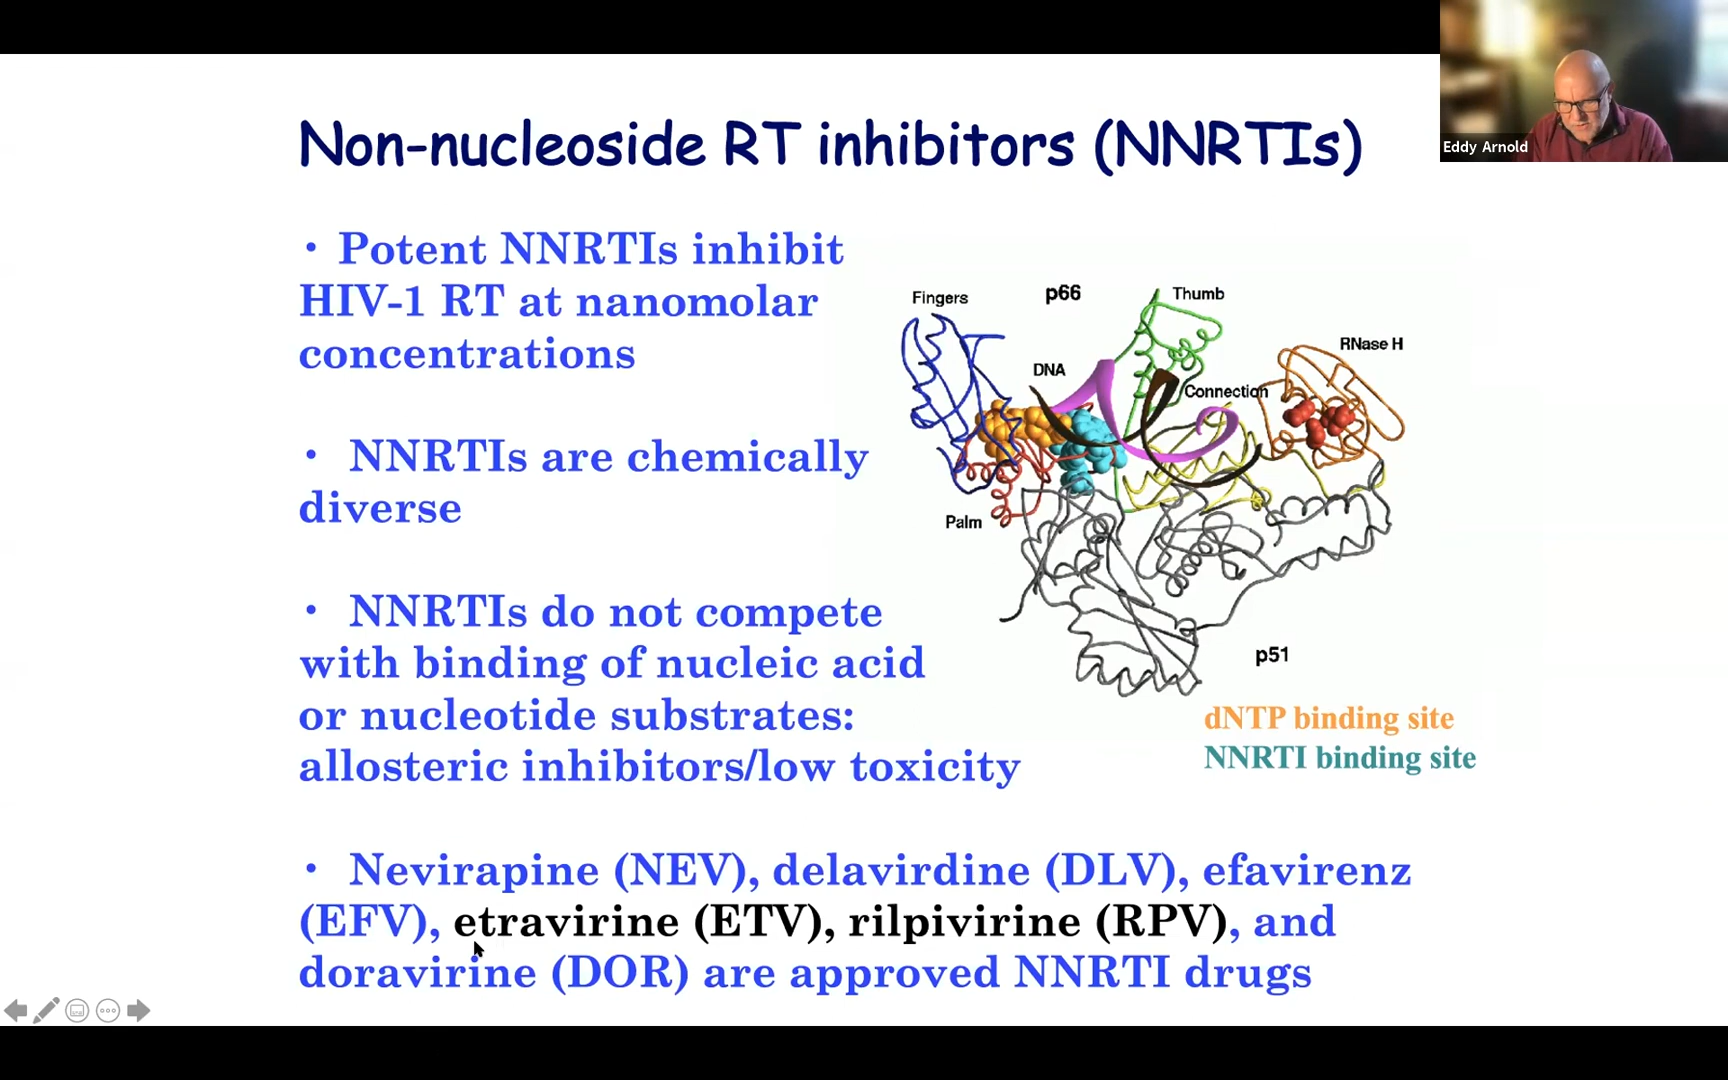 Eddy Arnold
Non-nucleoside RT inhibitors (NNRTIs)
• Potent NNRTIs inhibit
HIV-1 RT at nanomolar
concentrations
• NNRTIs are chemically
diverse
• NNRTIs do not compete
with binding of nucleic acid
or nucleotide substrates:
allosteric inhibitors/low toxicity
• Nevirapine (NEV), delavirdine (DLV), efavirenz
(EFV), etravirine (ETV), rilpivirine (RPV), and
doravirine (DOR) are approved NNRTI drugs
Fingers
p66
Thumb
RNase H
DNA
Connection
Palm
p51
dNTP binding site
NNRTI binding site